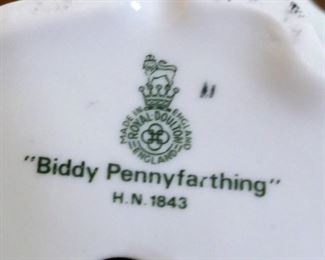 MADE IN ENGLAND
ROYAL DOULTON
ENGLAND
"Biddy Pennyfarthing"
H.N. 1843